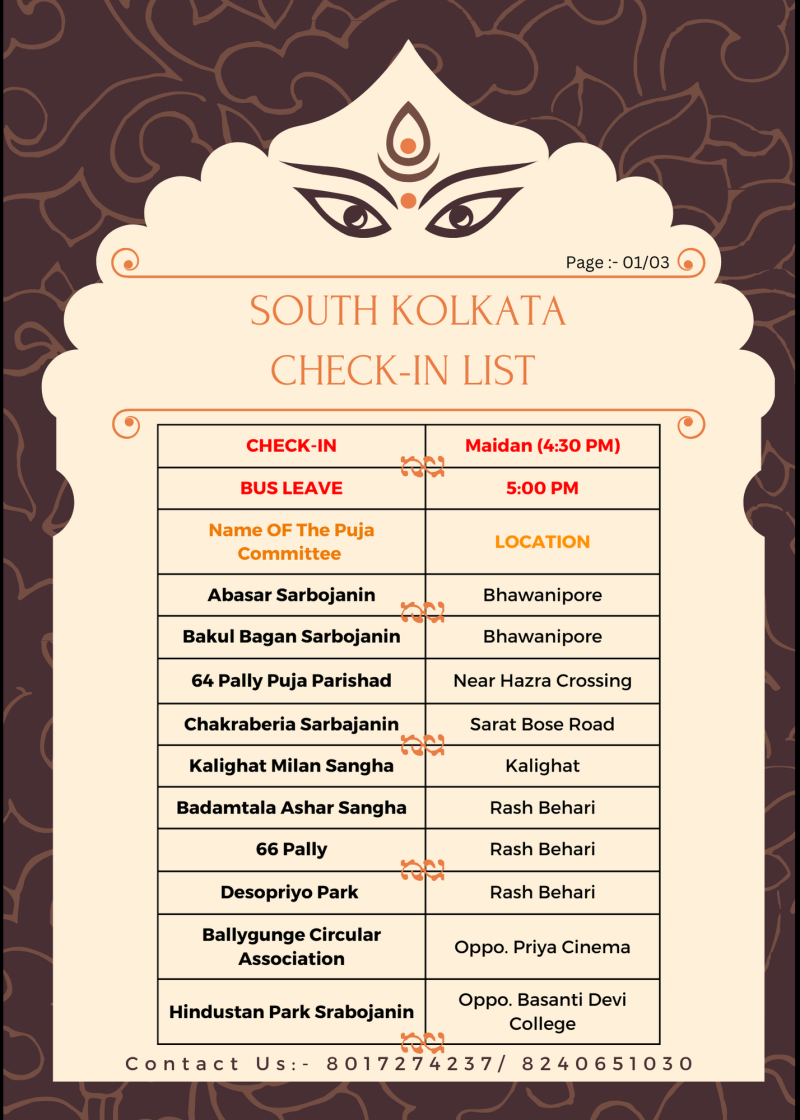 Page :- 01/03
SOUTH KOLKATA
CHECK-IN LIST
CHECK-IN Maidan (4:30 PM)
BUS LEAVE 5:00 PM
Name OF The Puja
Committee
LOCATION
Abasar Sarbojanin Bhawanipore
Bakul Bagan Sarbojanin Bhawanipore
64 Pally Puja Parishad Near Hazra Crossing
Chakraberia Sarbajanin Sarat Bose Road
Kalighat Milan Sangha Kalighat
Badamtala Ashar Sangha Rash Behari
66 Pally Rash Behari
Desopriyo Park Rash Behari
Ballygunge Circular
Association
Oppo. Priya Cinema
Hindustan Park Srabojanin
Oppo. Basanti Devi
College
Contact Us:- 8017274237/ 8240651030